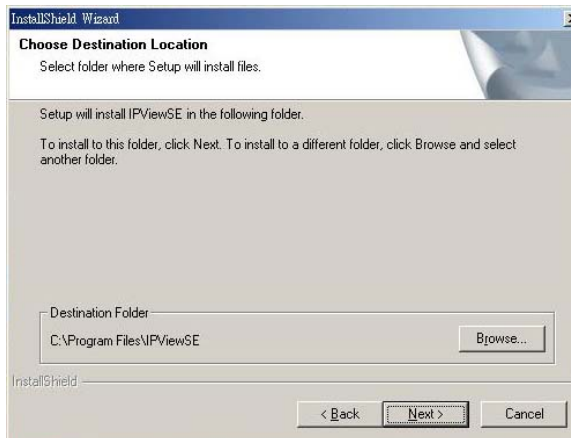 InstallShield Wizard
Choose Destination Location
Select folder where Setup will install files.
Setup will install IPViewSE in the following folder.
To install to this folder, click Next. To install to a different folder, click Browse and select
another folder.
Destination Folder
C:\Program Files\IPViewSE
Browse...
InstallShield
< Back
Next >
Cancel